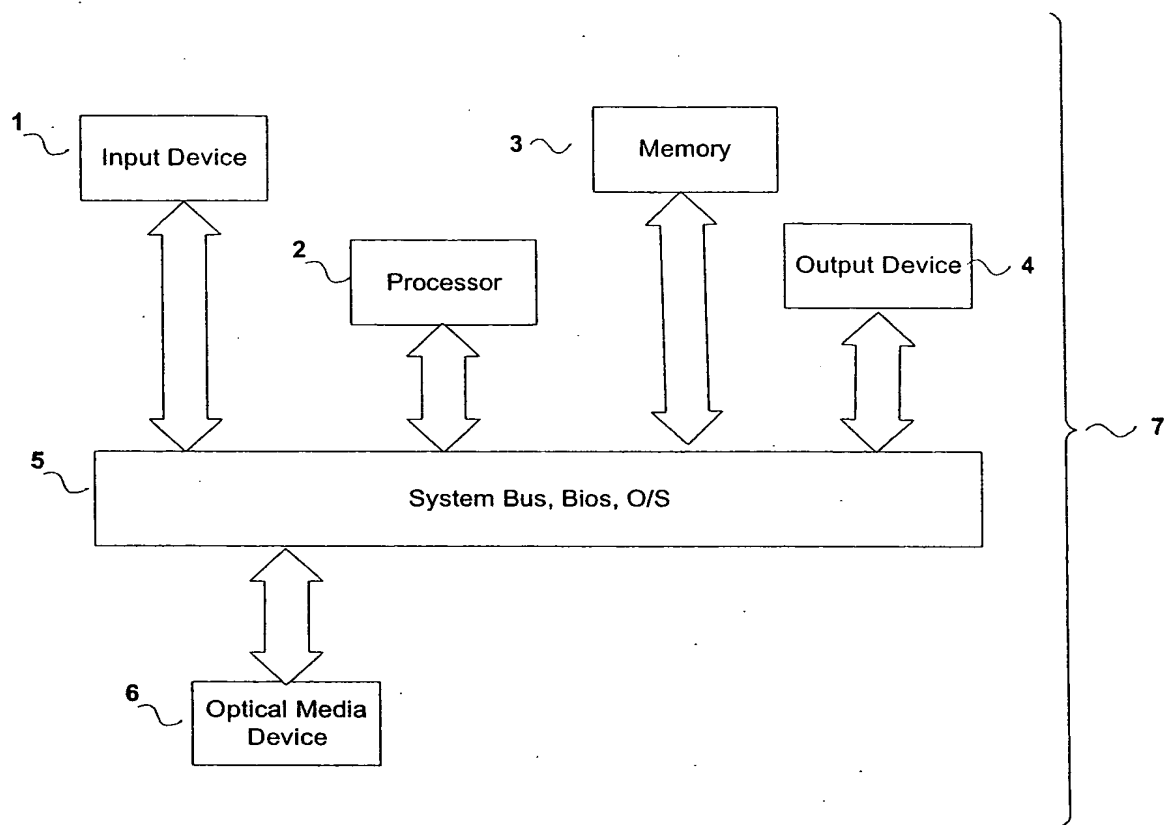 1
Input Device
3
Memory
2
Processor
Output Device
4
7
5
System Bus, Bios, O/S
6
Optical Media
Device